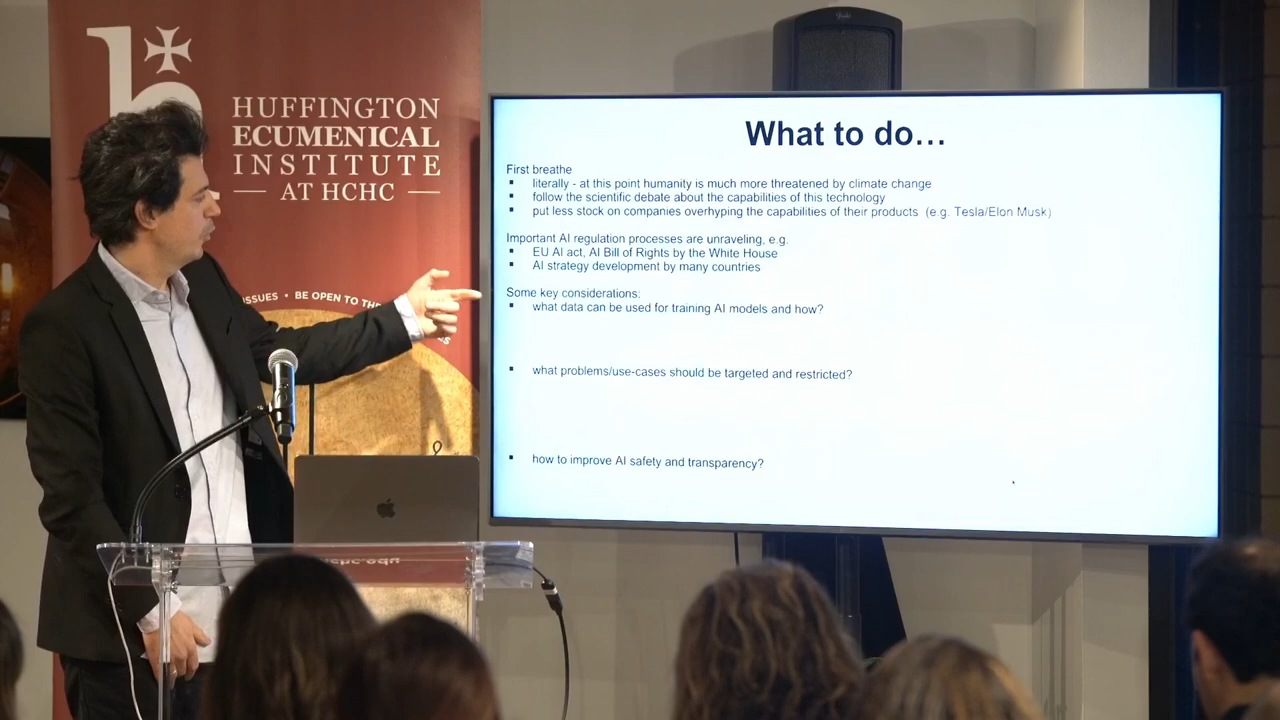 HUFFINGTON
ECUMENICAL
INSTITUTE
AT HCHC
ISSUES • BE OPEN TO THE
What to do...
First breathe
▪ literally - at this point humanity is much more threatened by climate change
▪ follow the scientific debate about the capabilities of this technology
▪ put less stock on companies overhyping the capabilities of their products (e.g. Tesla/Elon Musk)
Important AI regulation processes are unraveling, e.g.
▪ EU AI act, AI Bill of Rights by the White House
▪ AI strategy development by many countries
Some key considerations:
▪ what data can be used for training AI models and how?
▪ what problems/use-cases should be targeted and restricted?
▪ how to improve AI safety and transparency?